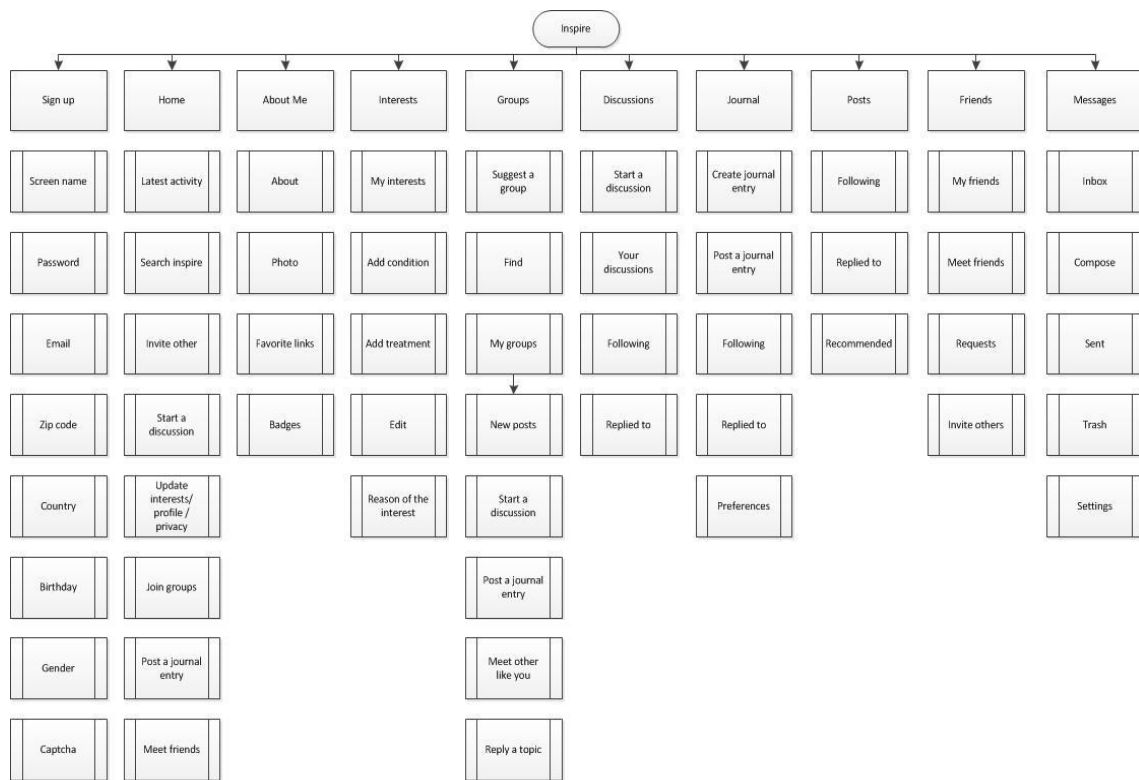 Inspire
Sign up
Home
About Me
Interests
Groups
Discussions
Journal
Posts
Friends
Messages
Screen name
Latest activity
About
My interests
Suggest a
group
Start a
discussion
Create journal
entry
Following
My friends
Inbox
Password
Search inspire
Photo
Add condition
Find
Your
discussions
Post a journal
entry
Replied to
Meet friends
Compose
Email
Invite other
Favorite links
Add treatment
My groups
Following
Following
Recommended
Requests
Sent
Zip code
Start a
discussion
Badges
Edit
New posts
Replied to
Replied to
Invite others
Trash
Country
Update
interests/
profile /
privacy
Reason of the
interest
Start a
discussion
Preferences
Settings
Birthday
Join groups
Post a journal
entry
Gender
Post a journal
entry
Meet other
like you
Captcha
Meet friends
Reply a topic